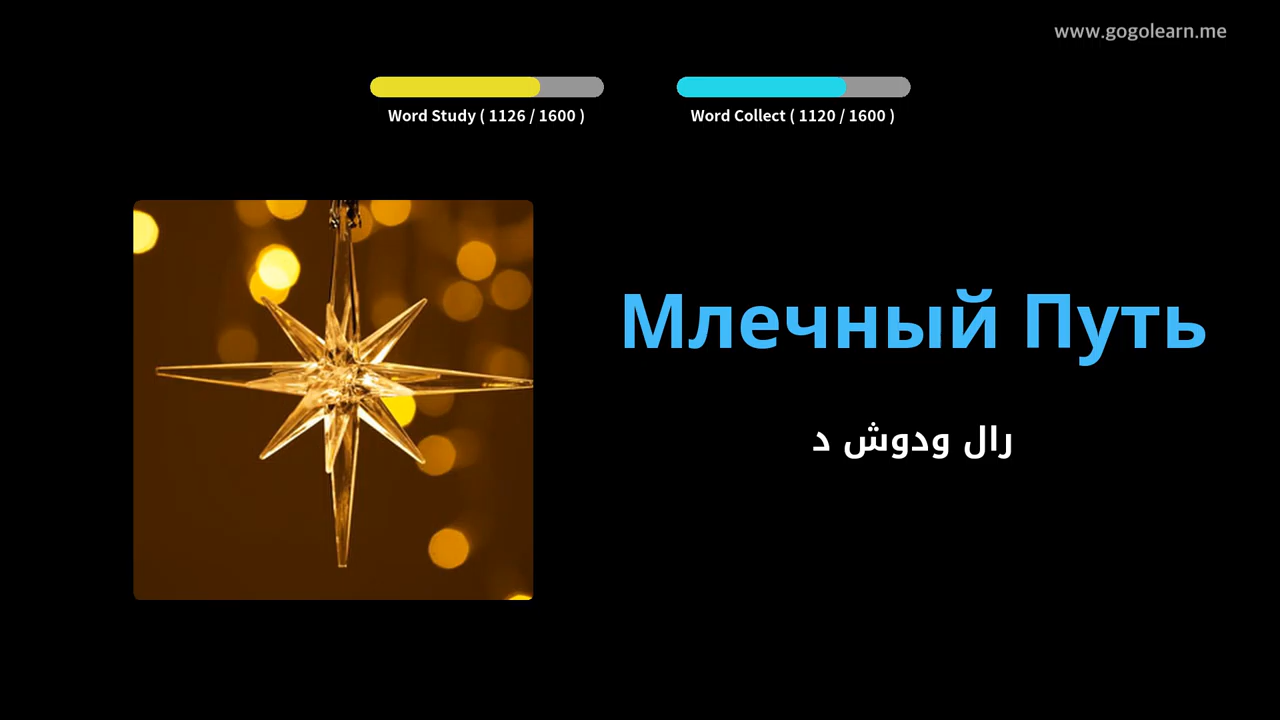 www.gogolearn.me
Word Study ( 1126 / 1600 )
Word Collect ( 1120 / 1600 )
Млечный Путь
رال ودوش د